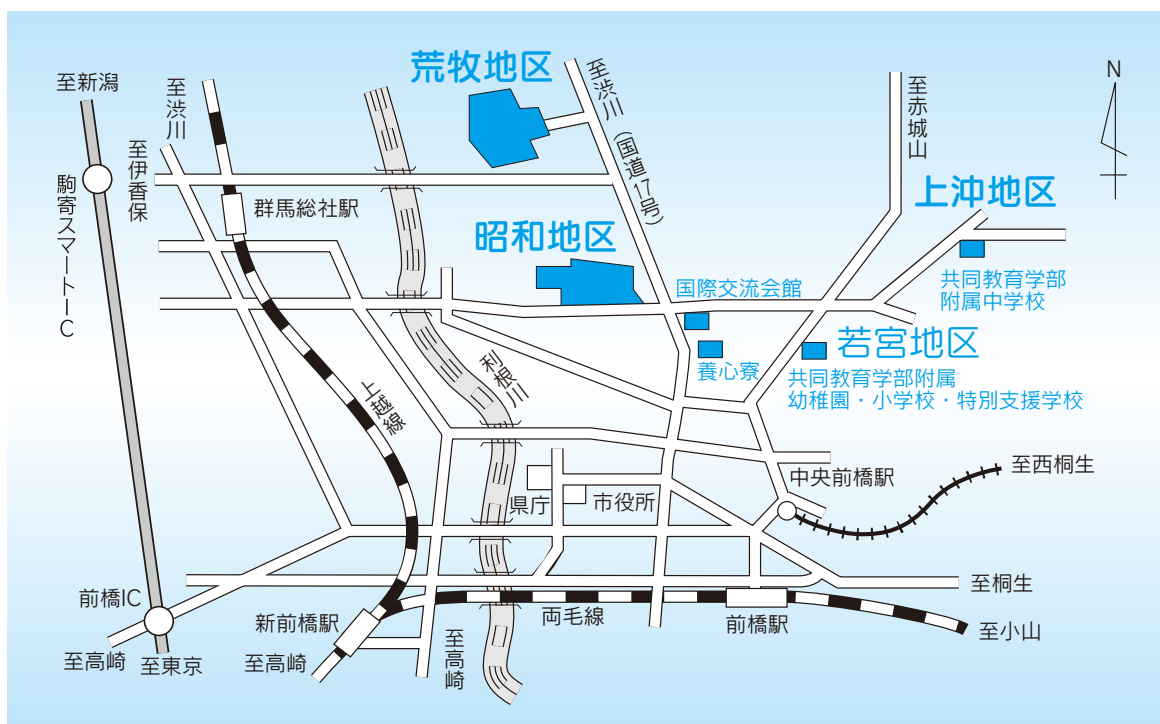 荒牧地区
至新潟
至渋川
至渋川（国道17号）
至赤城山
N
至伊香保
駒寄スマートIC
群馬総社駅
昭和地区
上沖地区
共同教育学部
附属中学校
国際交流会館
養心寮
若宮地区
共同教育学部附属
幼稚園・小学校・特別支援学校
上越線
利根川
県庁
市役所
中央前橋駅
至西桐生
前橋IC
新前橋駅
両毛線
前橋駅
至桐生
至小山
至高崎
至東京
至高崎
至高崎